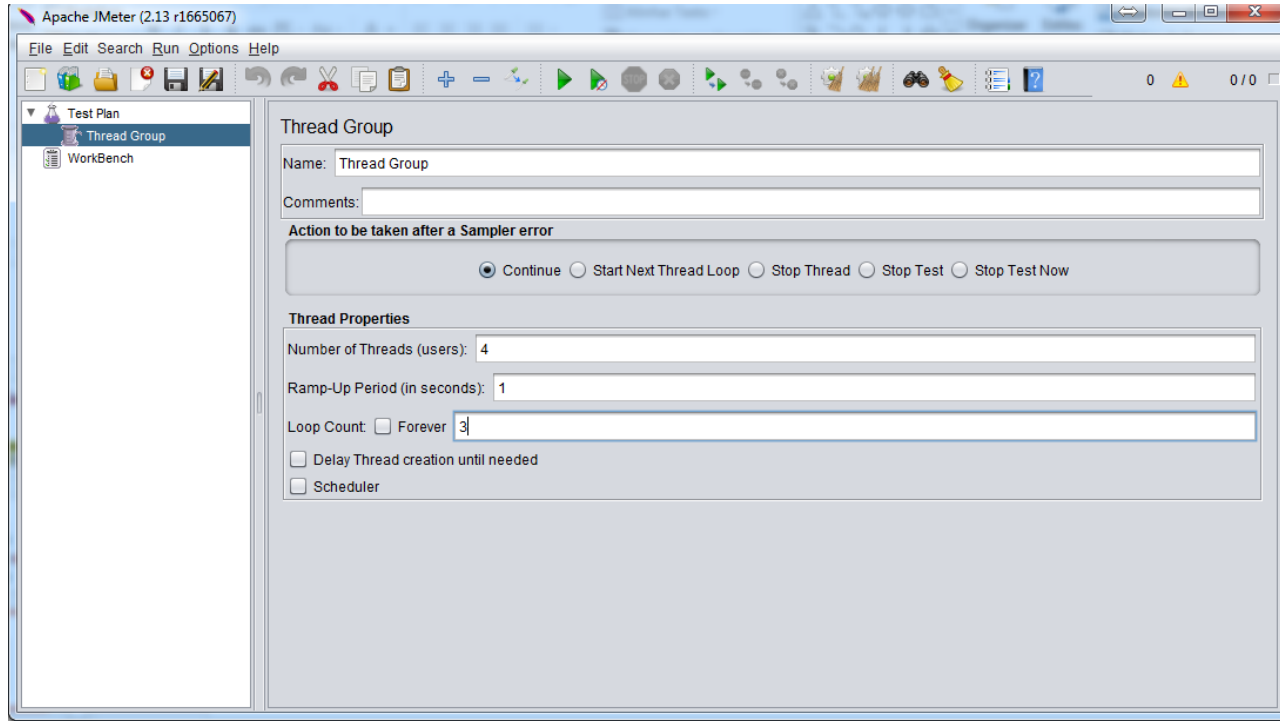 Apache JMeter (2.13 r1665067)
File Edit Search Run Options Help
STOP
?
0
0 / 0
Test Plan
Thread Group
WorkBench
Thread Group
Name: Thread Group
Comments:
Action to be taken after a Sampler error
Continue Start Next Thread Loop Stop Thread Stop Test Stop Test Now
Thread Properties
Number of Threads (users): 4
Ramp-Up Period (in seconds): 1
Loop Count: Forever 3
Delay Thread creation until needed
Scheduler